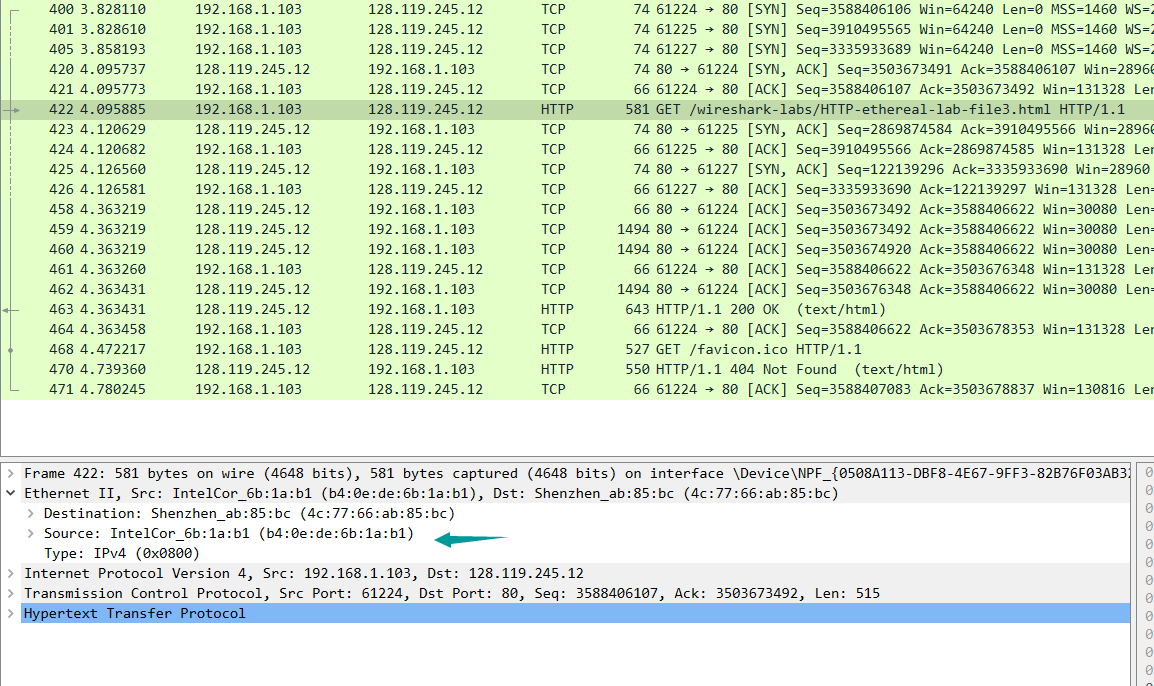 400 3.828110 192.168.1.103 128.119.245.12 TCP 74 61224 → 80 [SYN] Seq=3588406106 Win=64240 Len=0 MSS=1460 WS=2
401 3.828610 192.168.1.103 128.119.245.12 TCP 74 61225 → 80 [SYN] Seq=3910495565 Win=64240 Len=0 MSS=1460 WS=2
405 3.858193 192.168.1.103 128.119.245.12 TCP 74 61227 → 80 [SYN] Seq=3335933689 Win=64240 Len=0 MSS=1460 WS=2
420 4.095737 128.119.245.12 192.168.1.103 TCP 74 80 → 61224 [SYN, ACK] Seq=3503673491 Ack=3588406107 Win=28960
421 4.095773 192.168.1.103 128.119.245.12 TCP 66 61224 → 80 [ACK] Seq=3588406107 Ack=3503673492 Win=131328 Len=
422 4.095885 192.168.1.103 128.119.245.12 HTTP 581 GET /wireshark-labs/HTTP-ethereal-lab-file3.html HTTP/1.1
423 4.120629 128.119.245.12 192.168.1.103 TCP 74 80 → 61225 [SYN, ACK] Seq=2869874584 Ack=3910495566 Win=28960
424 4.120682 192.168.1.103 128.119.245.12 TCP 66 61225 → 80 [ACK] Seq=3910495566 Ack=2869874585 Win=131328 Len=
425 4.126560 128.119.245.12 192.168.1.103 TCP 74 80 → 61227 [SYN, ACK] Seq=122139296 Ack=3335933690 Win=28960
426 4.126581 192.168.1.103 128.119.245.12 TCP 66 61227 → 80 [ACK] Seq=3335933690 Ack=122139297 Win=131328 Len=
458 4.363219 128.119.245.12 192.168.1.103 TCP 66 80 → 61224 [ACK] Seq=3503673492 Ack=3588406622 Win=30080 Len=
459 4.363219 128.119.245.12 192.168.1.103 TCP 1494 80 → 61224 [ACK] Seq=3503673492 Ack=3588406622 Win=30080 Len=
460 4.363219 128.119.245.12 192.168.1.103 TCP 1494 80 → 61224 [ACK] Seq=3503674920 Ack=3588406622 Win=30080 Len=
461 4.363260 192.168.1.103 128.119.245.12 TCP 66 61224 → 80 [ACK] Seq=3588406622 Ack=3503676348 Win=131328 Len=
462 4.363431 128.119.245.12 192.168.1.103 TCP 1494 80 → 61224 [ACK] Seq=3503676348 Ack=3588406622 Win=30080 Len=
463 4.363431 128.119.245.12 192.168.1.103 HTTP 643 HTTP/1.1 200 OK (text/html)
464 4.363458 192.168.1.103 128.119.245.12 TCP 66 61224 → 80 [ACK] Seq=3588406622 Ack=3503678353 Win=131328 Len=
468 4.472217 192.168.1.103 128.119.245.12 HTTP 527 GET /favicon.ico HTTP/1.1
470 4.739360 128.119.245.12 192.168.1.103 HTTP 550 HTTP/1.1 404 Not Found (text/html)
471 4.780245 192.168.1.103 128.119.245.12 TCP 66 61224 → 80 [ACK] Seq=3588407083 Ack=3503678837 Win=130816 Len=
Frame 422: 581 bytes on wire (4648 bits), 581 bytes captured (4648 bits) on interface \Device\NPF_{0508A113-DBF8-4E67-9FF3-82B76F03AB32
Ethernet II, Src: IntelCor_6b:1a:b1 (b4:0e:de:6b:1a:b1), Dst: Shenzhen_ab:85:bc (4c:77:66:ab:85:bc)
Destination: Shenzhen_ab:85:bc (4c:77:66:ab:85:bc)
Source: IntelCor_6b:1a:b1 (b4:0e:de:6b:1a:b1)
Type: IPv4 (0x0800)
Internet Protocol Version 4, Src: 192.168.1.103, Dst: 128.119.245.12
Transmission Control Protocol, Src Port: 61224, Dst Port: 80, Seq: 3588406107, Ack: 3503673492, Len: 515
Hypertext Transfer Protocol